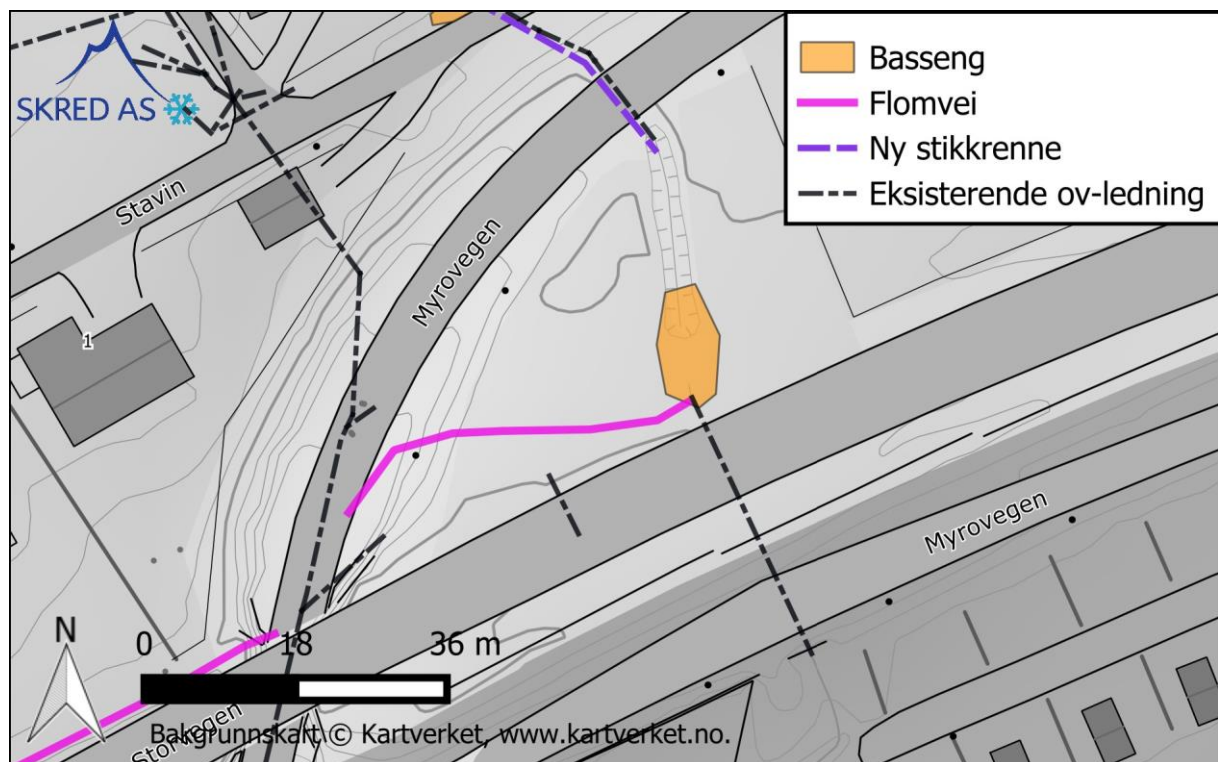 SKRED AS
Basseng
Flomvei
Ny stikkrenne
Eksisterende ov-ledning
Stavin
Myrovegen
1
Myrovegen
N
0 18 36 m
Storvegen
Bakgrunnskart © Kartverket, www.kartverket.no.